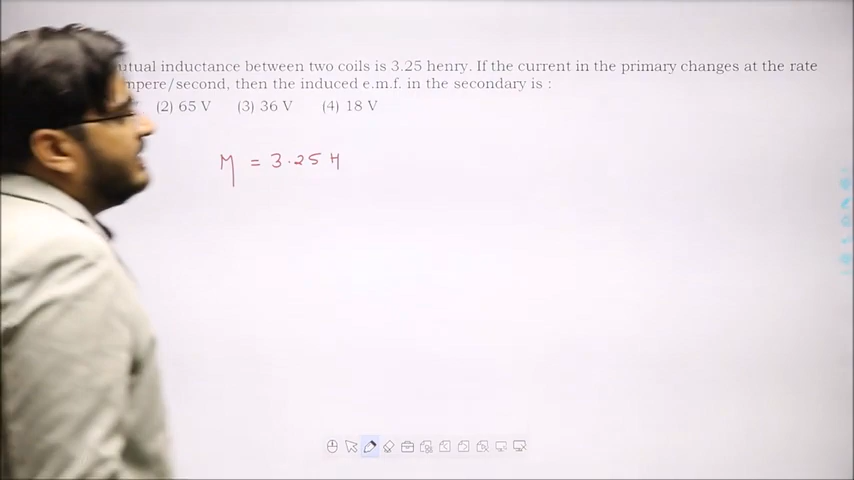 utual inductance between two coils is 3.25 henry. If the current in the primary changes at the rate
mpere/second, then the induced e.m.f. in the secondary is :
(2) 65 V (3) 36 V (4) 18 V
M = 3.25 H